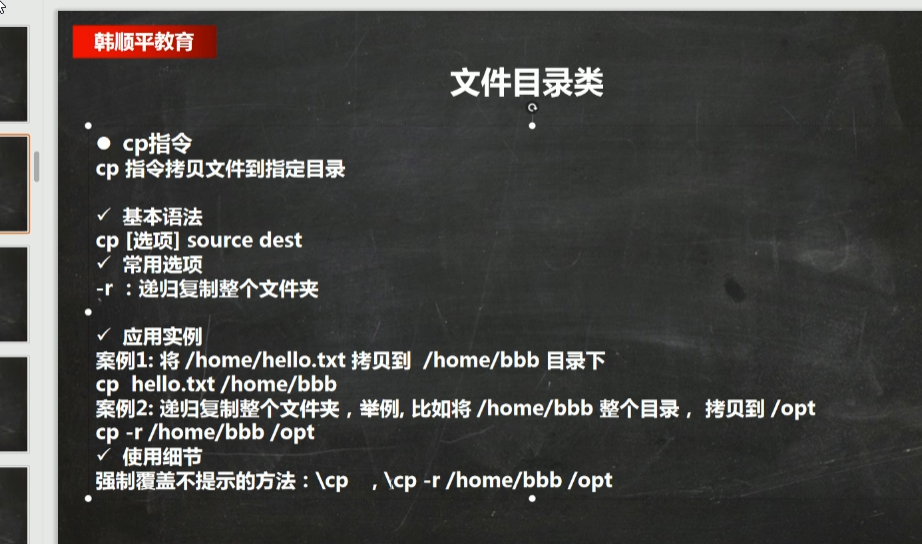 韩顺平教育
文件目录类
● cp指令
cp 指令拷贝文件到指定目录
✓ 基本语法
cp [选项] source dest
✓ 常用选项
-r ：递归复制整个文件夹
✓ 应用实例
案例1: 将 /home/hello.txt 拷贝到 /home/bbb 目录下
cp hello.txt /home/bbb
案例2: 递归复制整个文件夹，举例, 比如将 /home/bbb 整个目录， 拷贝到 /opt
cp -r /home/bbb /opt
✓ 使用细节
强制覆盖不提示的方法：\cp ，\cp -r /home/bbb /opt